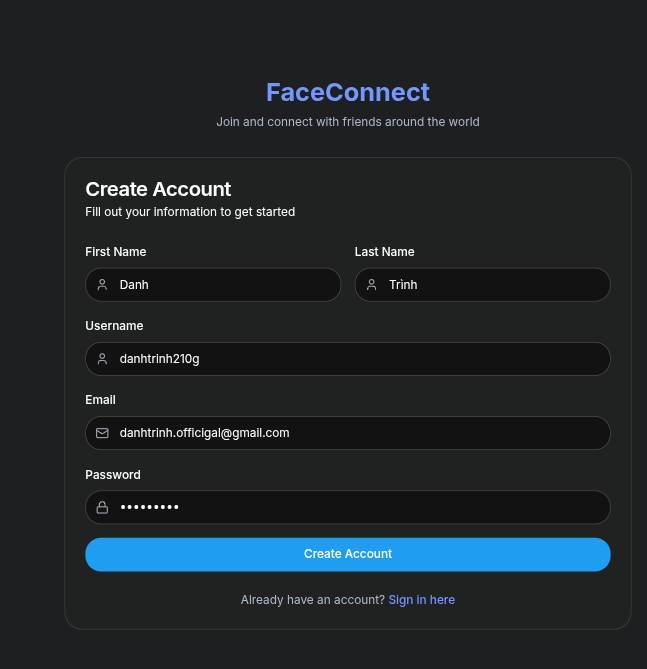 FaceConnect
Join and connect with friends around the world
Create Account
Fill out your information to get started
First Name
Last Name
Danh
Trình
Username
danhtrinh210g
Email
danhtrinh.officigal@gmail.com
Password
•••••••••
Create Account
Already have an account? Sign in here